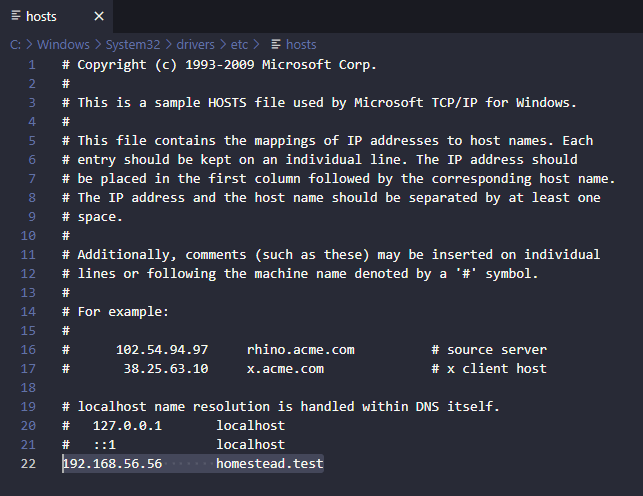 hosts ×
C: > Windows > System32 > drivers > etc > hosts
1 # Copyright (c) 1993-2009 Microsoft Corp.
2 #
3 # This is a sample HOSTS file used by Microsoft TCP/IP for Windows.
4 #
5 # This file contains the mappings of IP addresses to host names. Each
6 # entry should be kept on an individual line. The IP address should
7 # be placed in the first column followed by the corresponding host name.
8 # The IP address and the host name should be separated by at least one
9 # space.
10 #
11 # Additionally, comments (such as these) may be inserted on individual
12 # lines or following the machine name denoted by a '#' symbol.
13 #
14 # For example:
15 #
16 #      102.54.94.97     rhino.acme.com          # source server
17 #       38.25.63.10     x.acme.com              # x client host
18
19 # localhost name resolution is handled within DNS itself.
20 #   127.0.0.1       localhost
21 #   ::1             localhost
22 192.168.56.56       homestead.test